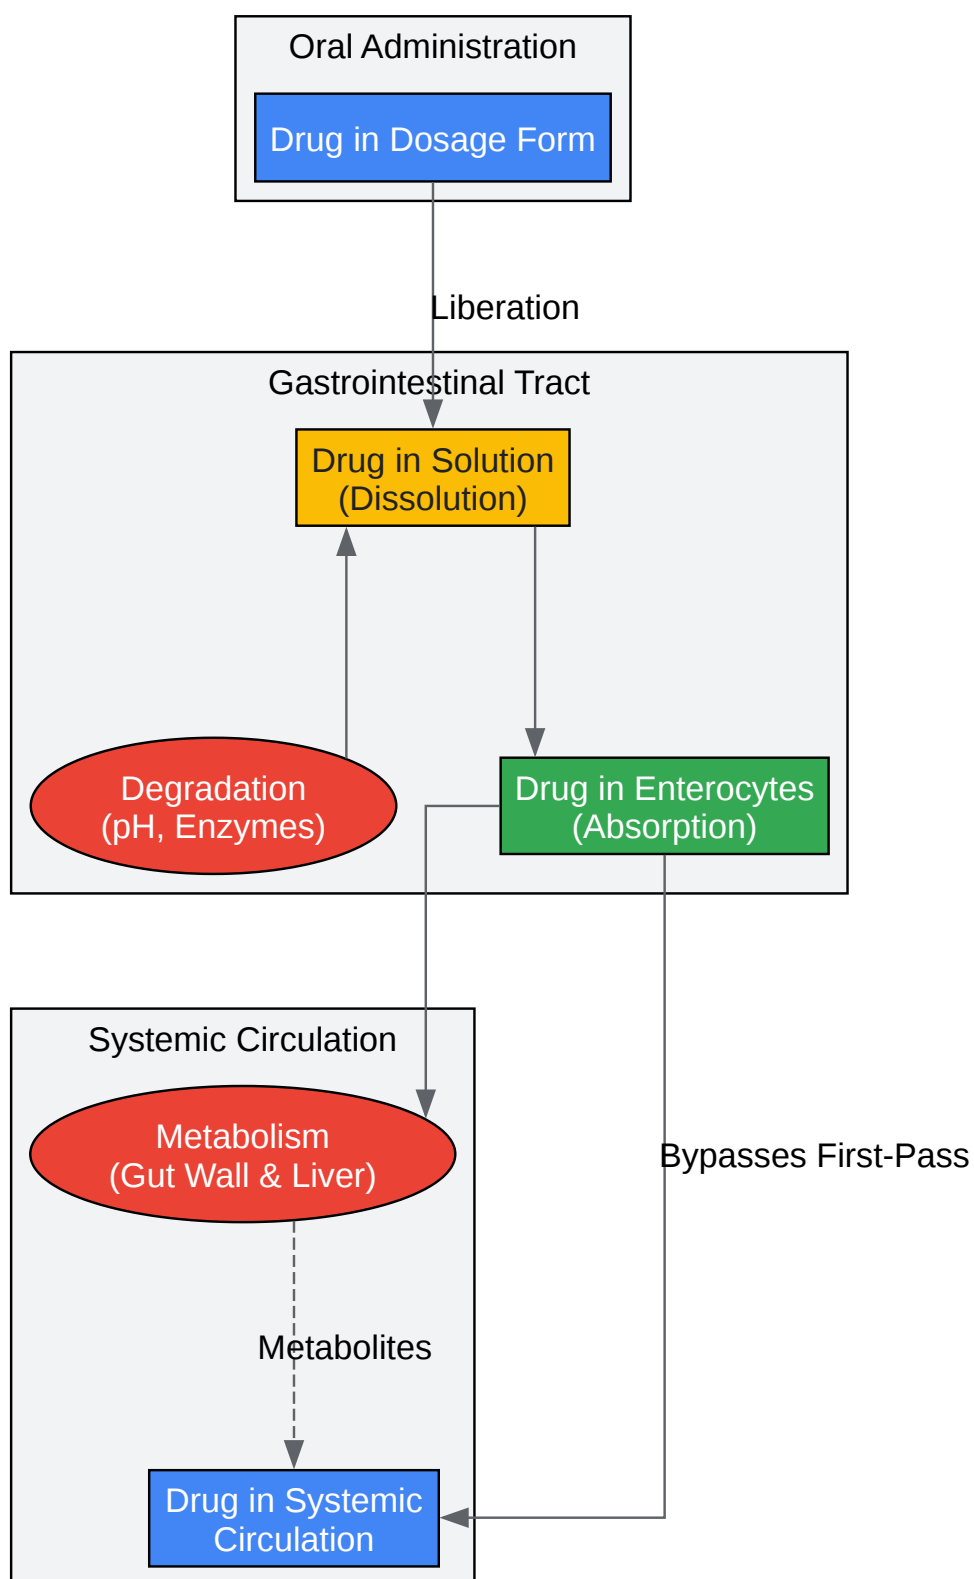 Oral Administration
Drug in Dosage Form
Liberation
Gastrointestinal Tract
Drug in Solution
(Dissolution)
Degradation
(pH, Enzymes)
Drug in Enterocytes
(Absorption)
Systemic Circulation
Metabolism
(Gut Wall & Liver)
Bypasses First-Pass
Metabolites
Drug in Systemic
Circulation